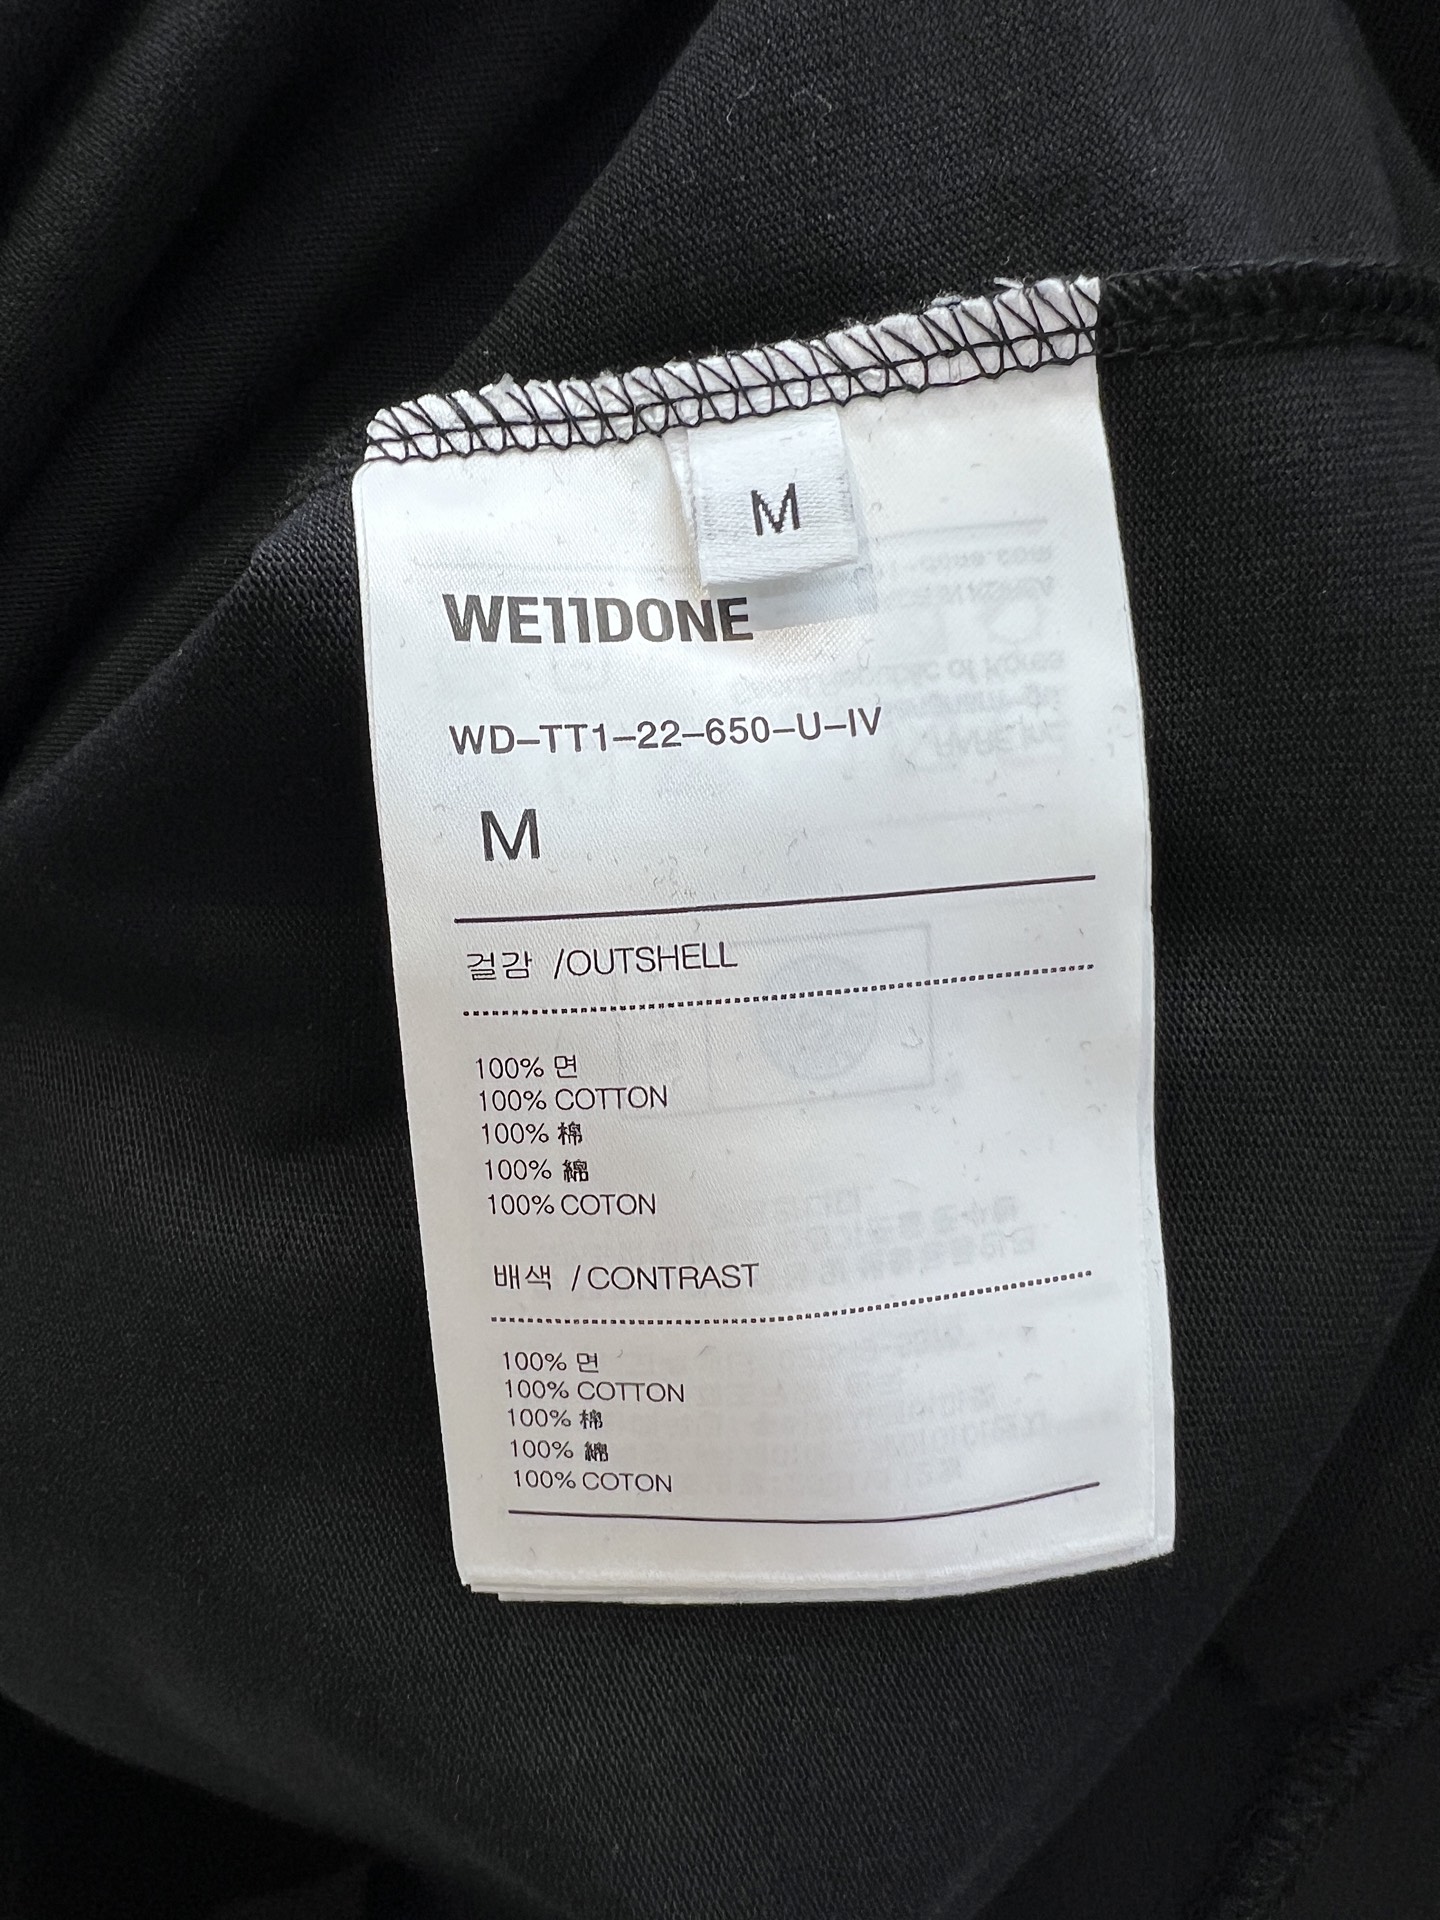 M
WE11DONE
WD-TT1-22-650-U-IV
M
걸감 /OUTSHELL
100% 면
100% COTTON
100% 棉
100% 綿
100% COTON
배색 /CONTRAST
100% 면
100% COTTON
100% 棉
100% 綿
100% COTON